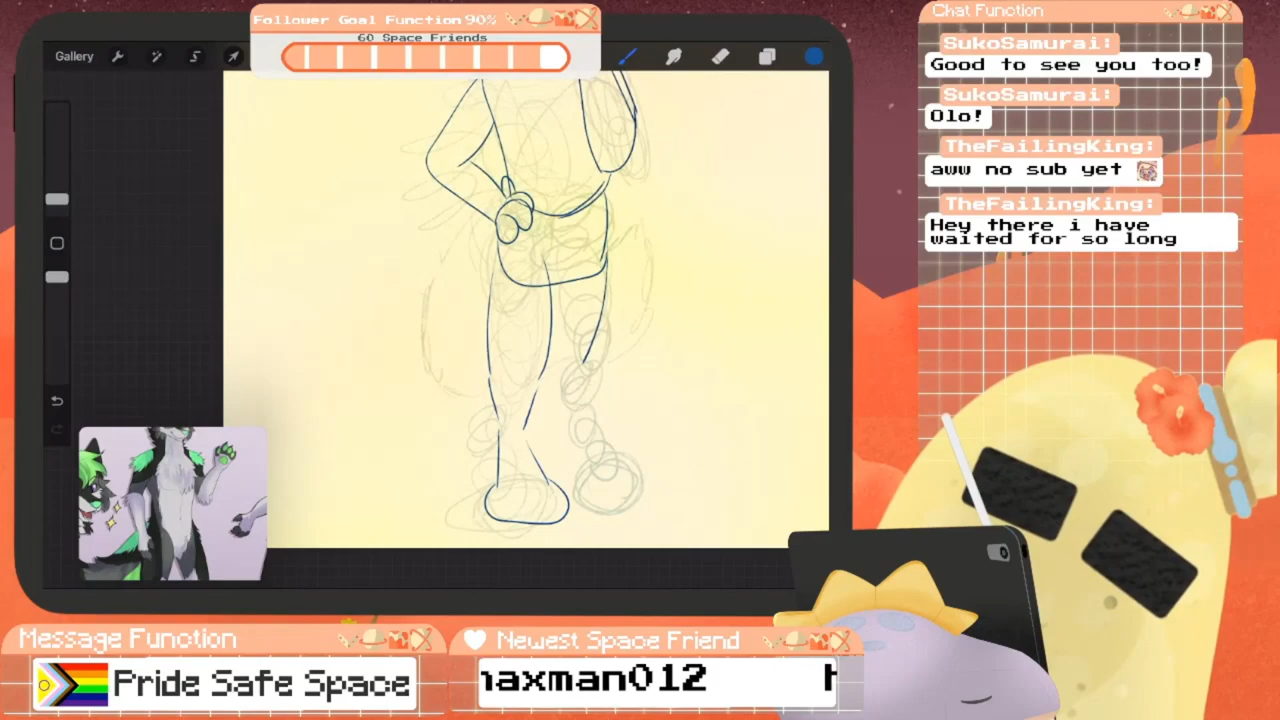 Follower Goal Function 90%
60 Space Friends
Gallery
Chat Function
SukoSamurai:
Good to see you too!
SukoSamurai:
Olo!
TheFailingKing:
aww no sub yet
TheFailingKing:
Hey there i have
waited for so long
Message Function
Pride Safe Space
Newest Space Friend
axman012